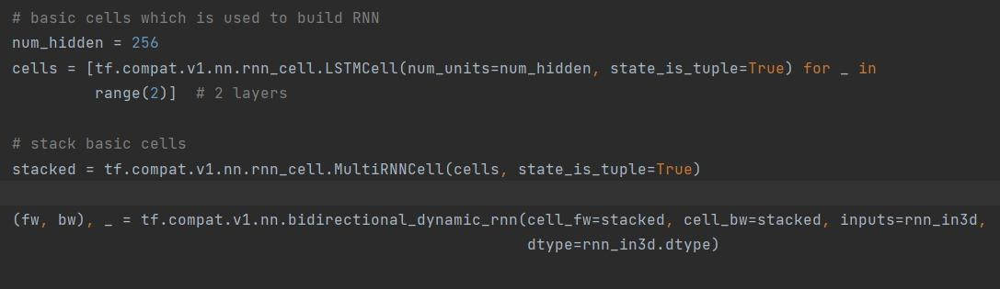 # basic cells which is used to build RNN
num_hidden = 256
cells = [tf.compat.v1.nn.rnn_cell.LSTMCell(num_units=num_hidden, state_is_tuple=True) for _ in
         range(2)]  # 2 layers

# stack basic cells
stacked = tf.compat.v1.nn.rnn_cell.MultiRNNCell(cells, state_is_tuple=True)

(fw, bw), _ = tf.compat.v1.nn.bidirectional_dynamic_rnn(cell_fw=stacked, cell_bw=stacked, inputs=rnn_in3d,
                                                        dtype=rnn_in3d.dtype)